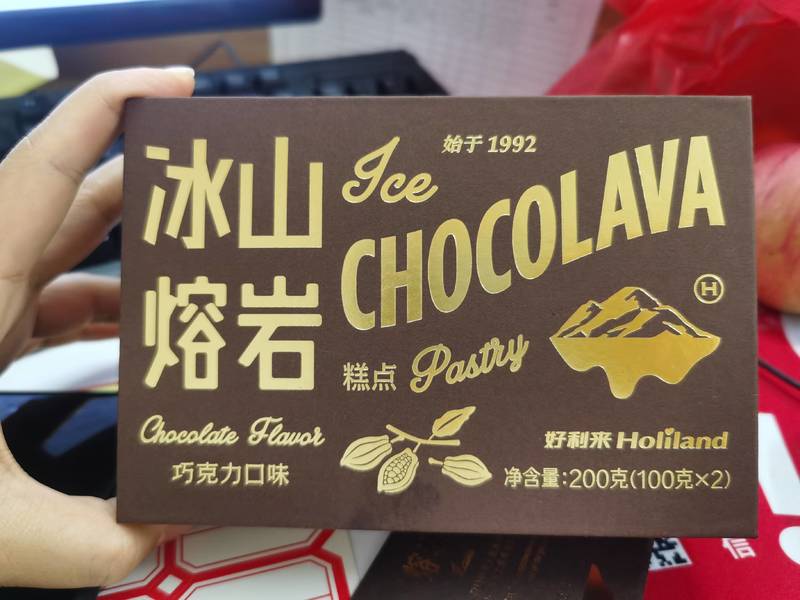 冰山
熔岩
始于 1992
Ice
CHOCOLAVA
糕点 Pastry
H
Chocolate Flavor
巧克力口味
好利来 Holiland
净含量:200克(100克×2)
信